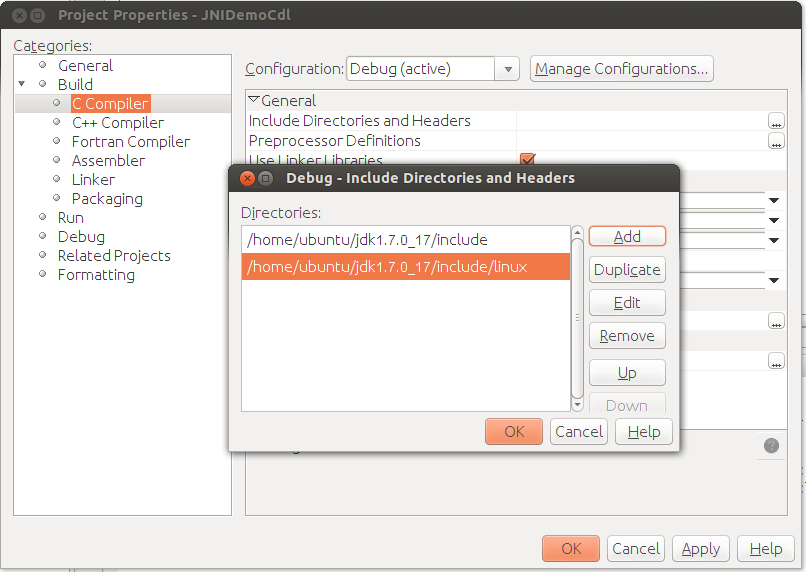 Project Properties - JNIDemoCdl
Categories:
General
Build
C Compiler
C++ Compiler
Fortran Compiler
Assembler
Linker
Packaging
Run
Debug
Related Projects
Formatting
Configuration: Debug (active) Manage Configurations...
General
Include Directories and Headers ...
Preprocessor Definitions ...
Use Linker Libraries
Debug - Include Directories and Headers
Directories:
/home/ubuntu/jdk1.7.0_17/include
/home/ubuntu/jdk1.7.0_17/include/linux
Add
Duplicate
Edit
Remove
Up
Down
OK Cancel Help
...
...
?
OK Cancel Apply Help